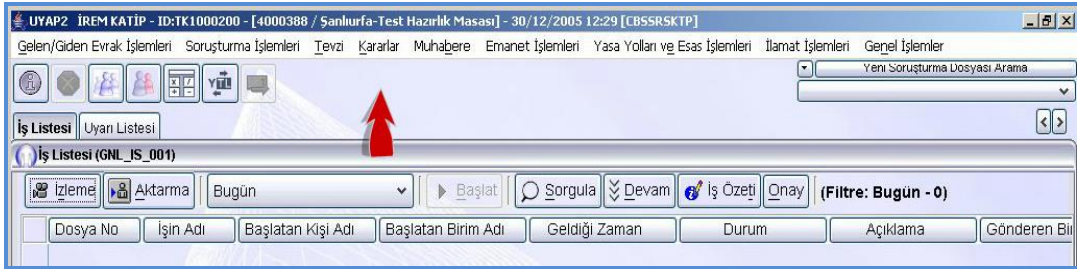 UYAP2 İREM KATİP - ID:TK1000200 - [4000388 / Şanlıurfa-Test Hazırlık Masası] - 30/12/2005 12:29 [CBSSRSKTP]
Gelen/Giden Evrak İşlemleri Soruşturma İşlemleri Tevzi Kararlar Muhabere Emanet İşlemleri Yasa Yolları ve Esas İşlemleri İlamat İşlemleri Genel İşlemler
Yeni Soruşturma Dosyası Arama
İş Listesi Uyarı Listesi
İş Listesi (GNL_IS_001)
İzleme Aktarma Bugün Başlat Sorgula Devam İş Özeti Onay (Filtre: Bugün - 0)
Dosya No İşin Adı Başlatan Kişi Adı Başlatan Birim Adı Geldiği Zaman Durum Açıklama Gönderen Bi